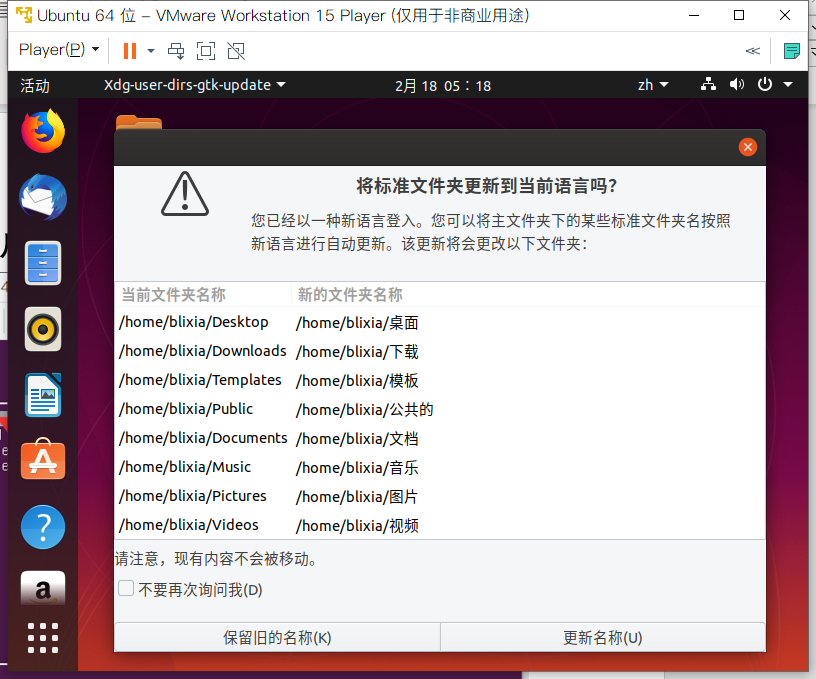 Ubuntu 64 位 – VMware Workstation 15 Player (仅用于非商业用途)
Player(P)
活动
Xdg-user-dirs-gtk-update
2月 18 05：18
zh
将标准文件夹更新到当前语言吗？
您已经以一种新语言登入。您可以将主文件夹下的某些标准文件夹名按照
新语言进行自动更新。该更新将会更改以下文件夹：
当前文件夹名称 新的文件夹名称
/home/blixia/Desktop /home/blixia/桌面
/home/blixia/Downloads /home/blixia/下载
/home/blixia/Templates /home/blixia/模板
/home/blixia/Public /home/blixia/公共的
/home/blixia/Documents /home/blixia/文档
/home/blixia/Music /home/blixia/音乐
/home/blixia/Pictures /home/blixia/图片
/home/blixia/Videos /home/blixia/视频
请注意，现有内容不会被移动。
不要再次询问我(D)
保留旧的名称(K)
更新名称(U)